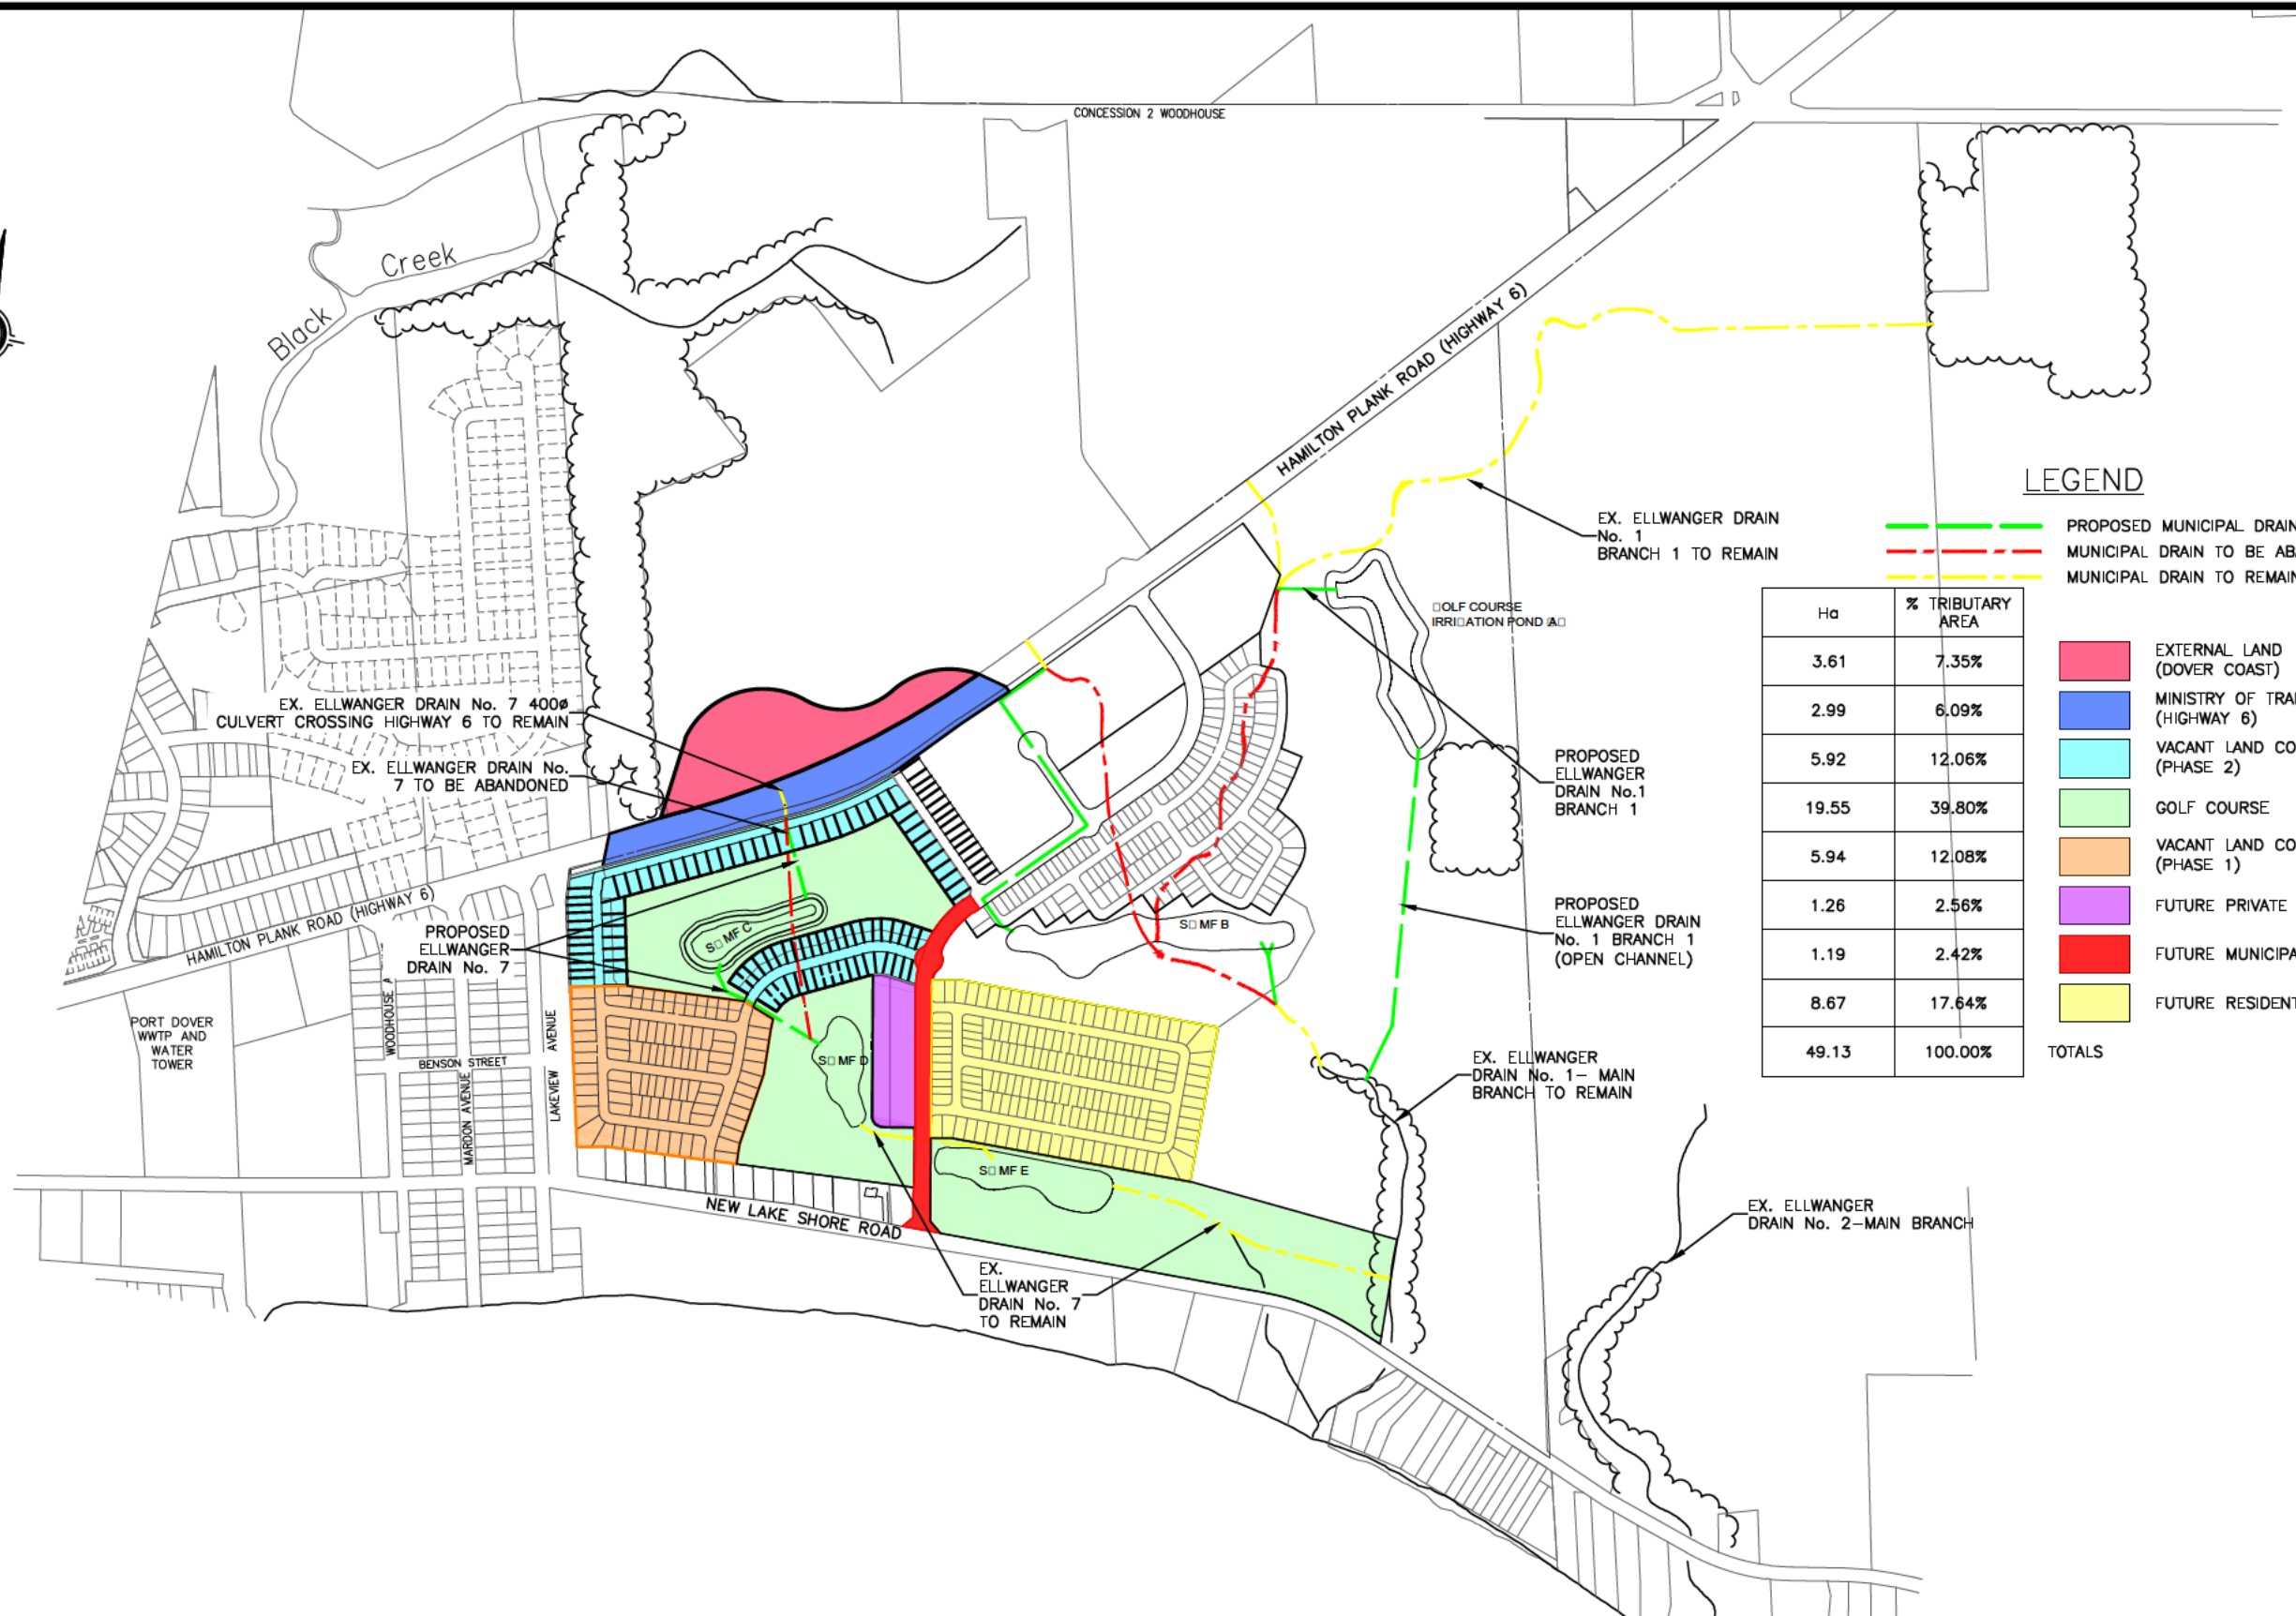 CONCESSION 2 WOODHOUSE
Creek
Black
HAMILTON PLANK ROAD (HIGHWAY 6)
EX. ELLWANGER DRAIN
No. 1
BRANCH 1 TO REMAIN
LEGEND
PROPOSED MUNICIPAL DRAIN
MUNICIPAL DRAIN TO BE AB
MUNICIPAL DRAIN TO REMAIN
Ha
% TRIBUTARY
AREA
3.61 7.35%
EXTERNAL LAND
(DOVER COAST)
2.99 6.09%
MINISTRY OF TRA
(HIGHWAY 6)
5.92 12.06%
VACANT LAND CO
(PHASE 2)
19.55 39.80%
GOLF COURSE
5.94 12.08%
VACANT LAND CO
(PHASE 1)
1.26 2.56%
FUTURE PRIVATE
1.19 2.42%
FUTURE MUNICIPA
8.67 17.64%
FUTURE RESIDENT
49.13 100.00% TOTALS
□OLF COURSE
IRRI□ATION POND □A□
EX. ELLWANGER DRAIN No. 7 400ø
CULVERT CROSSING HIGHWAY 6 TO REMAIN
EX. ELLWANGER DRAIN No.
7 TO BE ABANDONED
PROPOSED
ELLWANGER
DRAIN No.1
BRANCH 1
HAMILTON PLANK ROAD (HIGHWAY 6)
PROPOSED
ELLWANGER
DRAIN No. 7
S□MF C
S□MF B
PROPOSED
ELLWANGER DRAIN
No. 1 BRANCH 1
(OPEN CHANNEL)
PORT DOVER
WWTP AND
WATER
TOWER
WOODHOUSE A
BENSON STREET
MARDON AVENUE
LAKEVIEW AVENUE
S□MF D
EX. ELLWANGER
DRAIN No. 1- MAIN
BRANCH TO REMAIN
S□MF E
NEW LAKE SHORE ROAD
EX. ELLWANGER
DRAIN No. 2-MAIN BRANCH
EX.
ELLWANGER
DRAIN No. 7
TO REMAIN